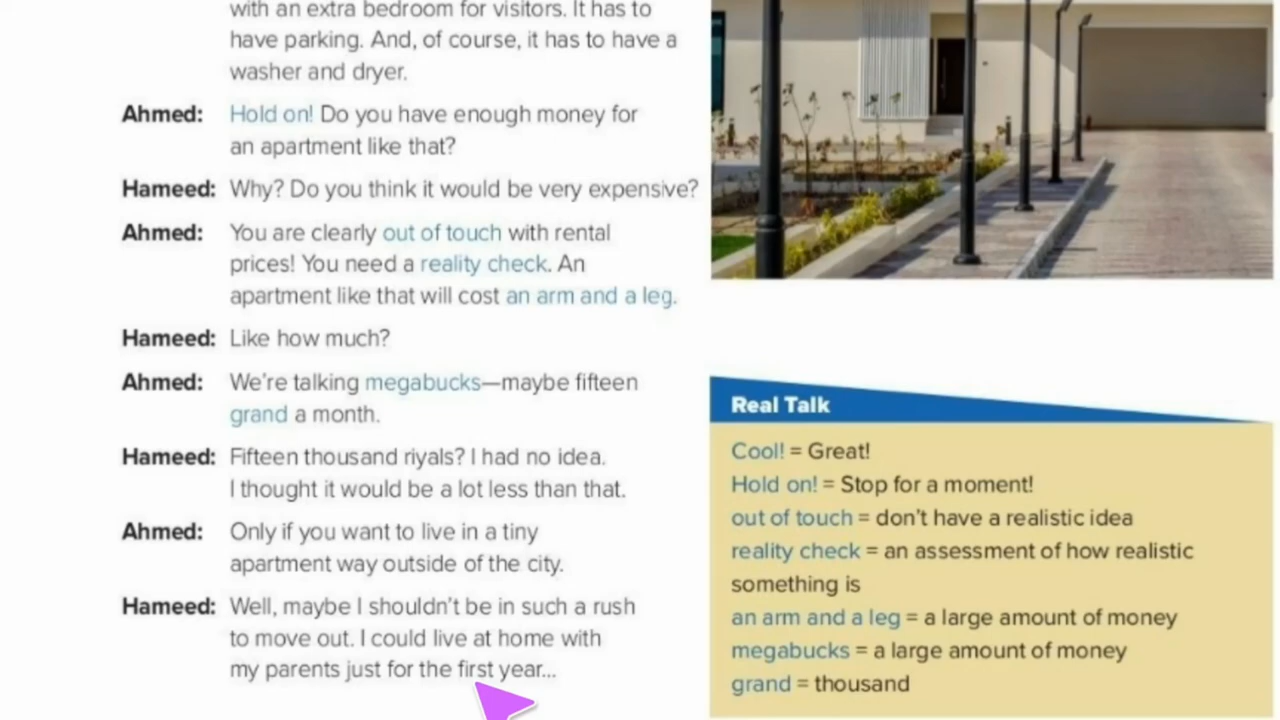 with an extra bedroom for visitors. It has to
have parking. And, of course, it has to have a
washer and dryer.
Ahmed: Hold on! Do you have enough money for
an apartment like that?
Hameed: Why? Do you think it would be very expensive?
Ahmed: You are clearly out of touch with rental
prices! You need a reality check. An
apartment like that will cost an arm and a leg.
Hameed: Like how much?
Ahmed: We're talking megabucks—maybe fifteen
grand a month.
Hameed: Fifteen thousand riyals? I had no idea.
I thought it would be a lot less than that.
Ahmed: Only if you want to live in a tiny
apartment way outside of the city.
Hameed: Well, maybe I shouldn't be in such a rush
to move out. I could live at home with
my parents just for the first year...
Real Talk
Cool! = Great!
Hold on! = Stop for a moment!
out of touch = don't have a realistic idea
reality check = an assessment of how realistic
something is
an arm and a leg = a large amount of money
megabucks = a large amount of money
grand = thousand